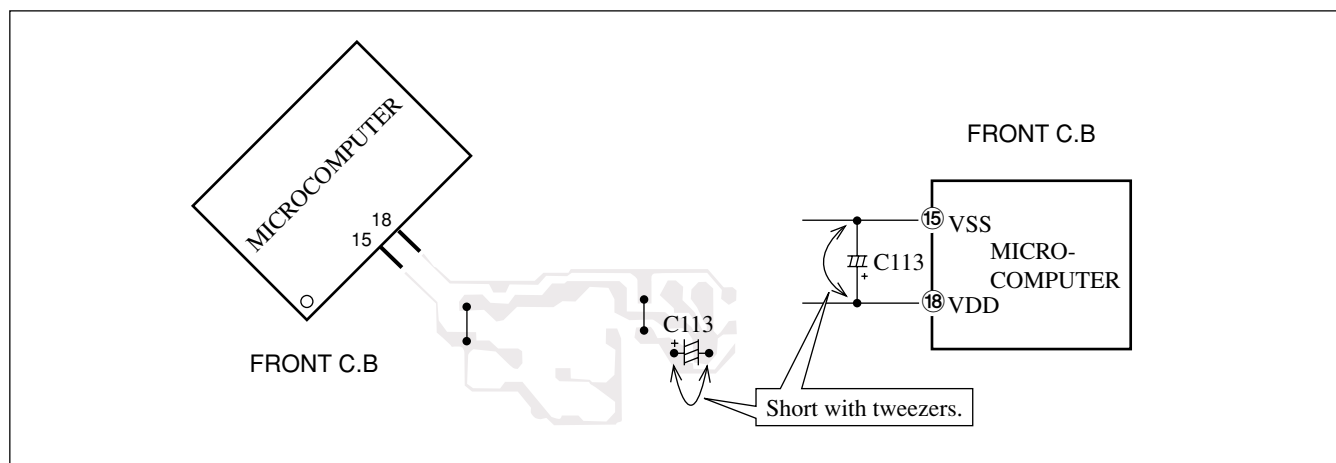 MICROCOMPUTER
18
15
FRONT C.B
C113
+
FRONT C.B
15 VSS
MICRO-
COMPUTER
18 VDD
C113
+
Short with tweezers.